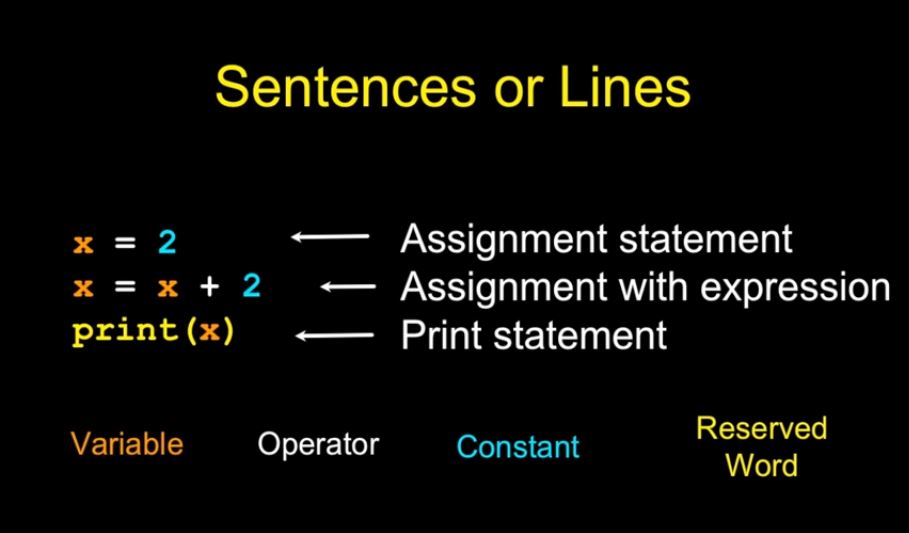 Sentences or Lines
x = 2 Assignment statement
x = x + 2 Assignment with expression
print(x) Print statement
Variable Operator Constant Reserved
Word